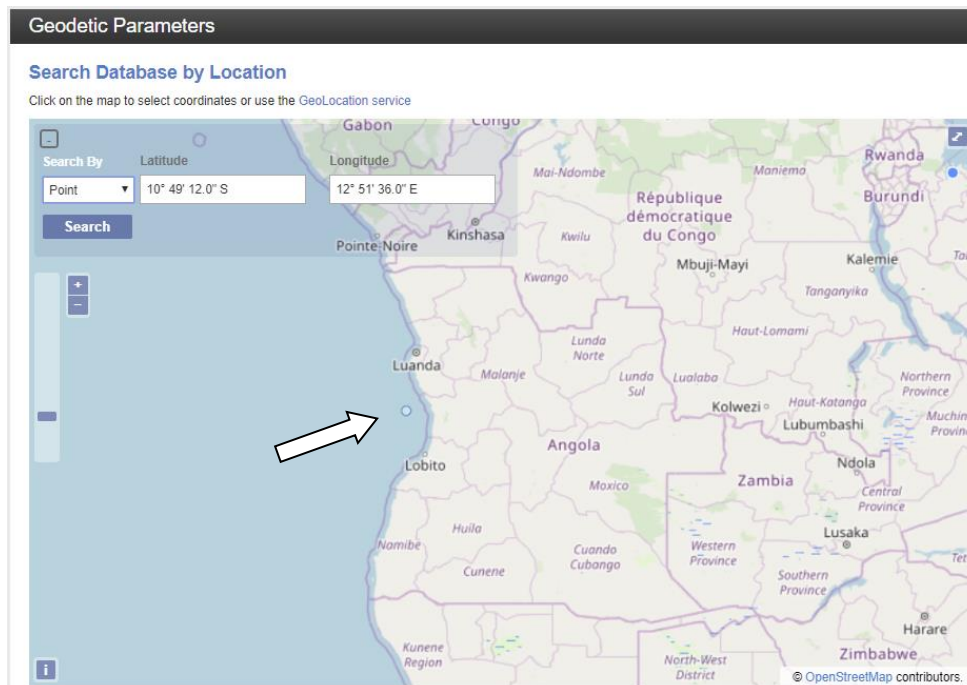 Geodetic Parameters
Search Database by Location
Click on the map to select coordinates or use the GeoLocation service
Gabon
Congo
-
Search By
Latitude
Longitude
Point
10° 49' 12.0" S
12° 51' 36.0" E
Search
Mai-Ndombe
Maniema
Rwanda
Burundi
République
démocratique
du Congo
Pointe-Noire
Kinshasa
Kwilu
Mbuji-Mayi
Kalemie
Kwango
Tanganyika
+
−
Haut-Lomami
Lunda
Norte
Luanda
Malanje
Lunda
Sul
Lualaba
Northern
Province
Kolwezi
Haut-Katanga
Lubumbashi
Angola
Lobito
Ndola
Moxico
Zambia
Central
Province
Huila
Lusaka
Namibe
Cuando
Cubango
Western
Province
Cunene
Southern
Province
Harare
Kunene
Region
Zimbabwe
North-West
District
i
© OpenStreetMap contributors.